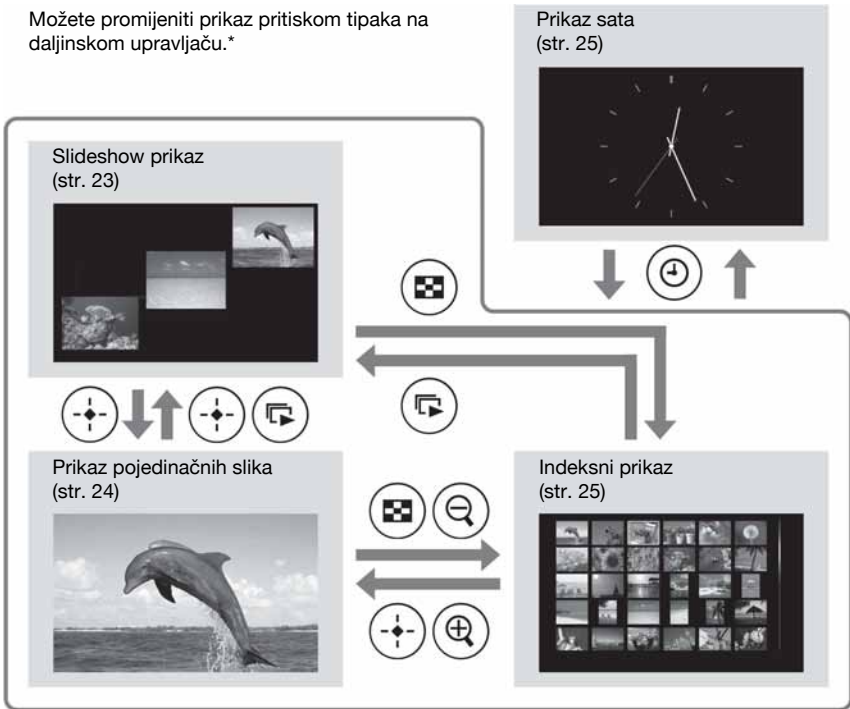 Možete promijeniti prikaz pritiskom tipaka na
daljinskom upravljaču.*
Prikaz sata
(str. 25)
Slideshow prikaz
(str. 23)
Prikaz pojedinačnih slika
(str. 24)
Indeksni prikaz
(str. 25)